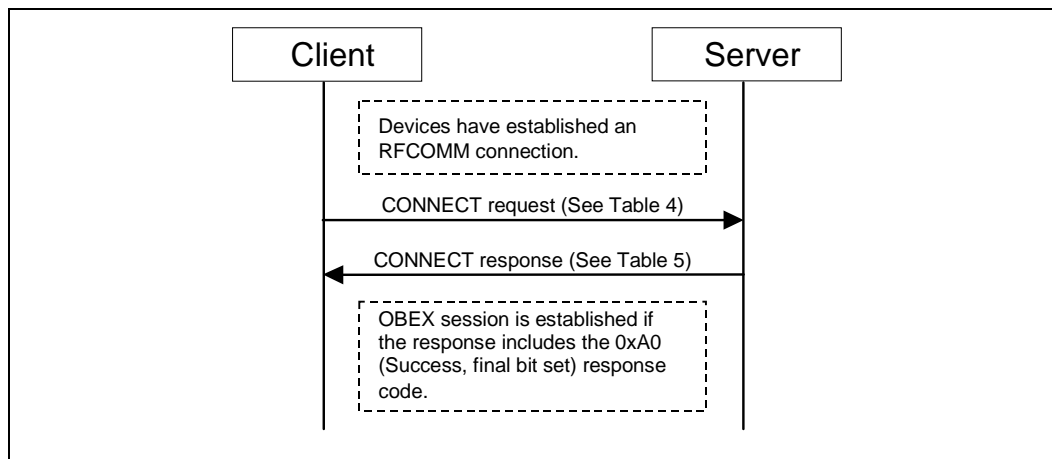 Client
Server
Devices have established an
RFCOMM connection.
CONNECT request (See Table 4)
CONNECT response (See Table 5)
OBEX session is established if
the response includes the 0xA0
(Success, final bit set) response
code.